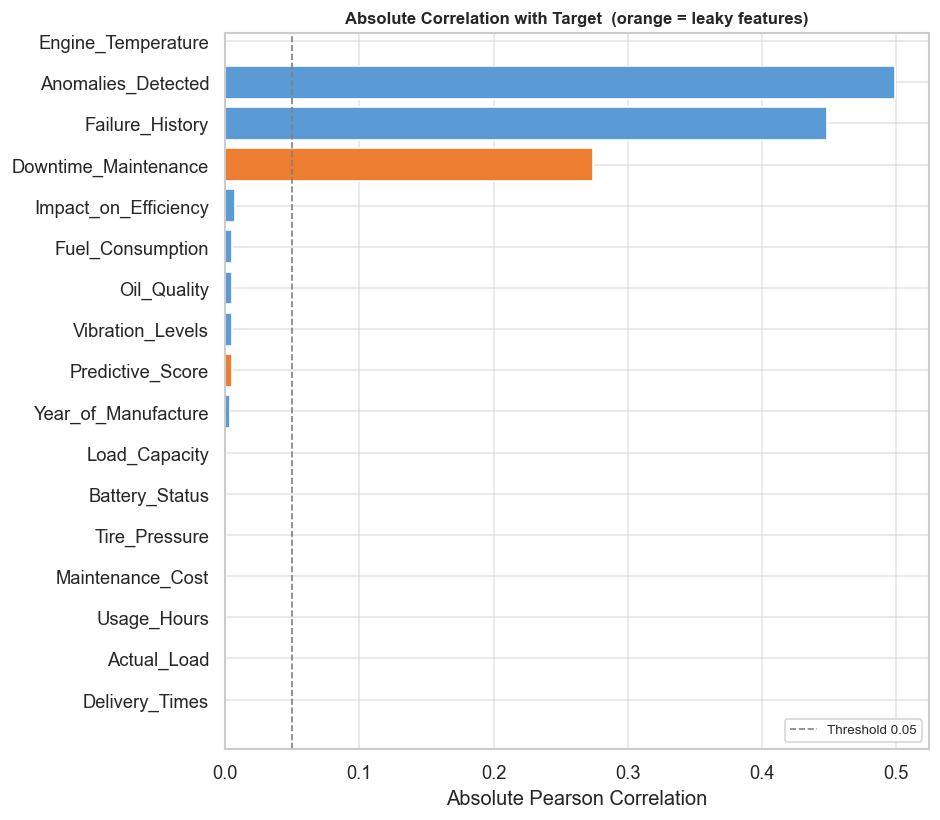 Absolute Correlation with Target  (orange = leaky features)
Engine_Temperature
Anomalies_Detected
Failure_History
Downtime_Maintenance
Impact_on_Efficiency
Fuel_Consumption
Oil_Quality
Vibration_Levels
Predictive_Score
Year_of_Manufacture
Load_Capacity
Battery_Status
Tire_Pressure
Maintenance_Cost
Usage_Hours
Actual_Load
Delivery_Times
Threshold 0.05
0.0 0.1 0.2 0.3 0.4 0.5
Absolute Pearson Correlation